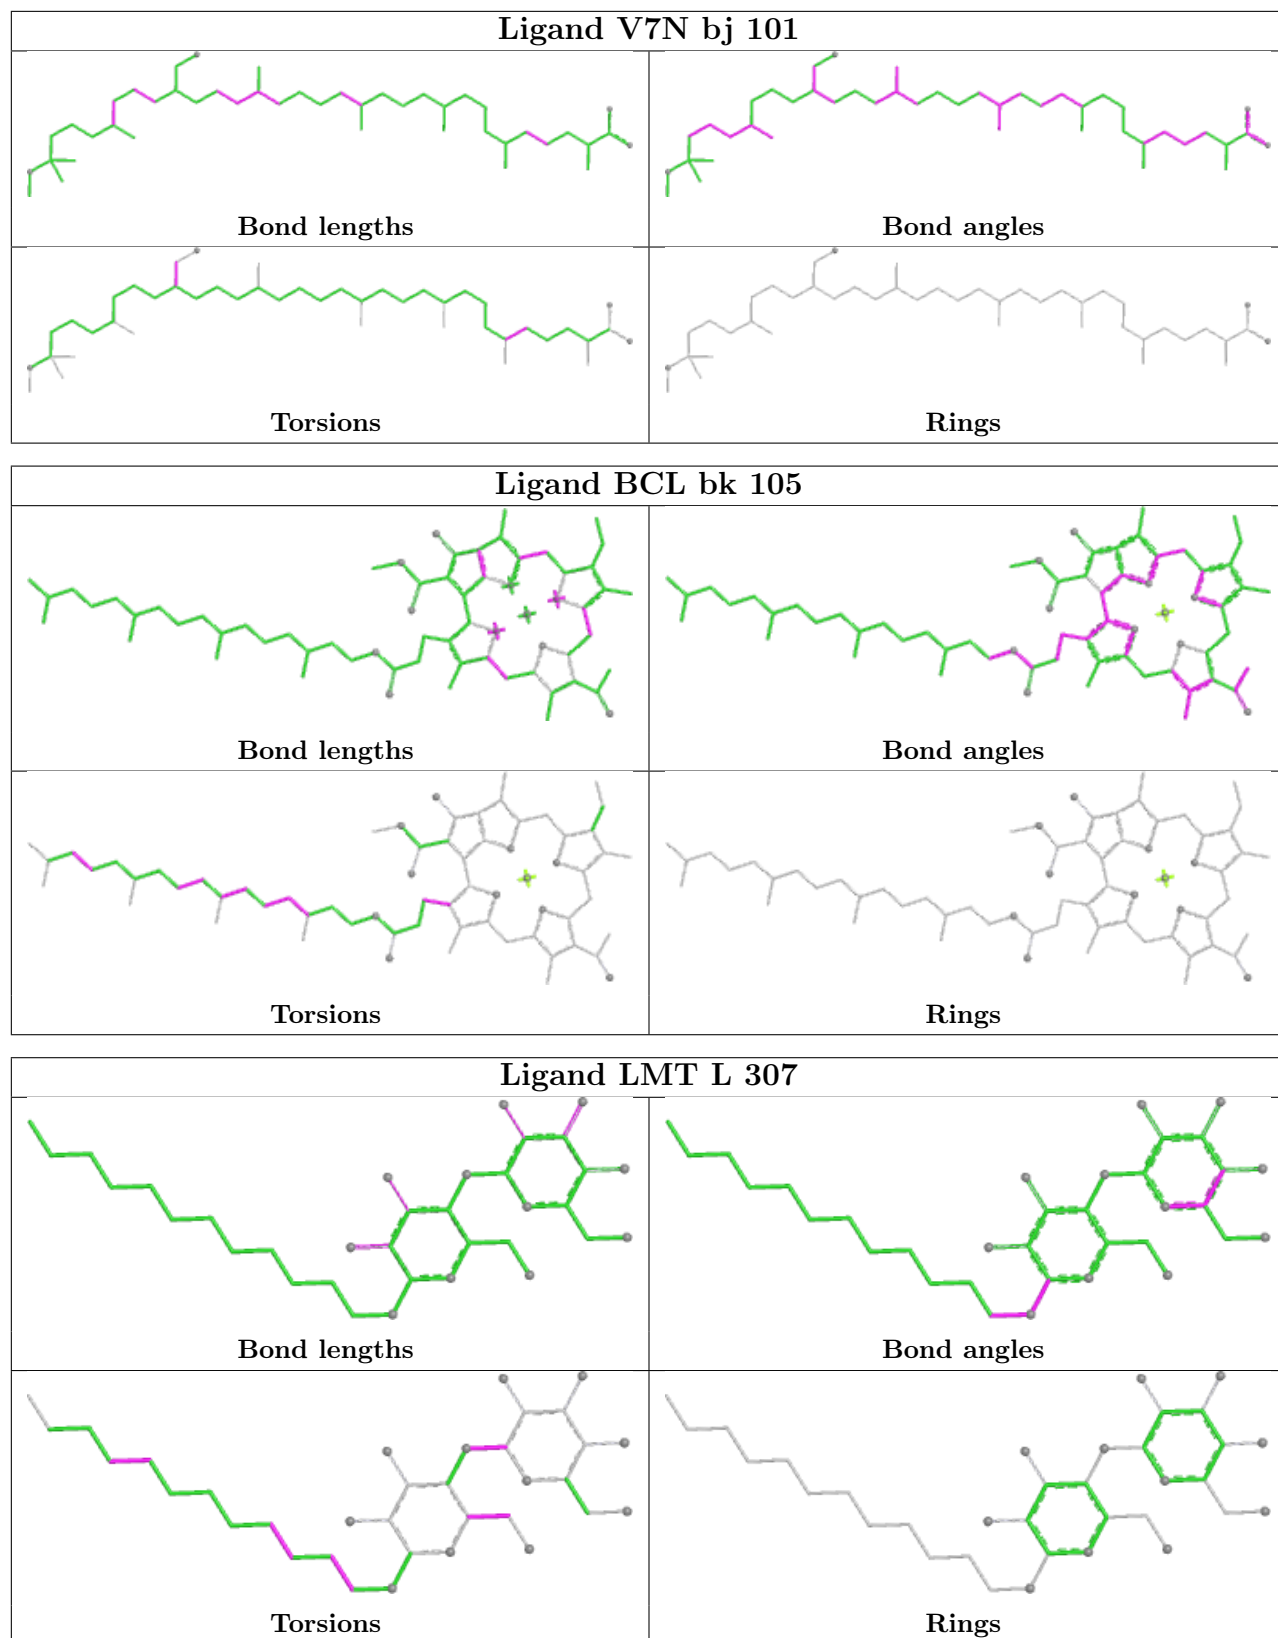 Ligand V7N bj 101
Bond lengths
Bond angles
Torsions
Rings
Ligand BCL bk 105
Bond lengths
Bond angles
Torsions
Rings
Ligand LMT L 307
Bond lengths
Bond angles
Torsions
Rings